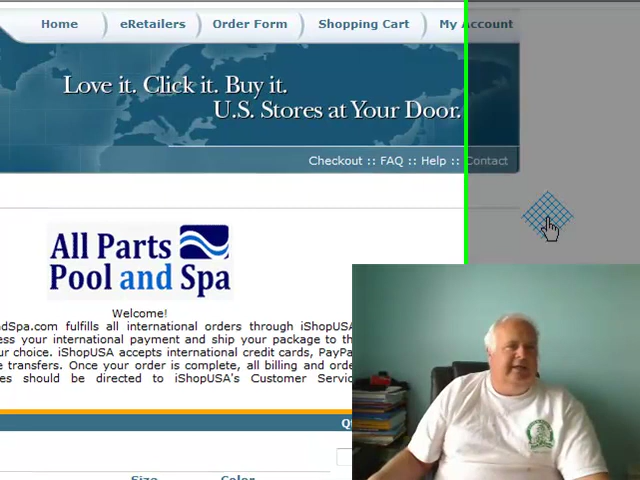 Home eRetailers Order Form Shopping Cart My Account
Love it. Click it. Buy it.
U.S. Stores at Your Door.
Checkout :: FAQ :: Help :: Contact
All Parts
Pool and Spa
Welcome!
dSpa.com fulfills all international orders through iShopUSA
ess your international payment and ship your package to th
ur choice. iShopUSA accepts international credit cards, PayPa
e transfers. Once your order is complete, all billing and orde
es should be directed to iShopUSA's Customer Servic
Q
Size Color